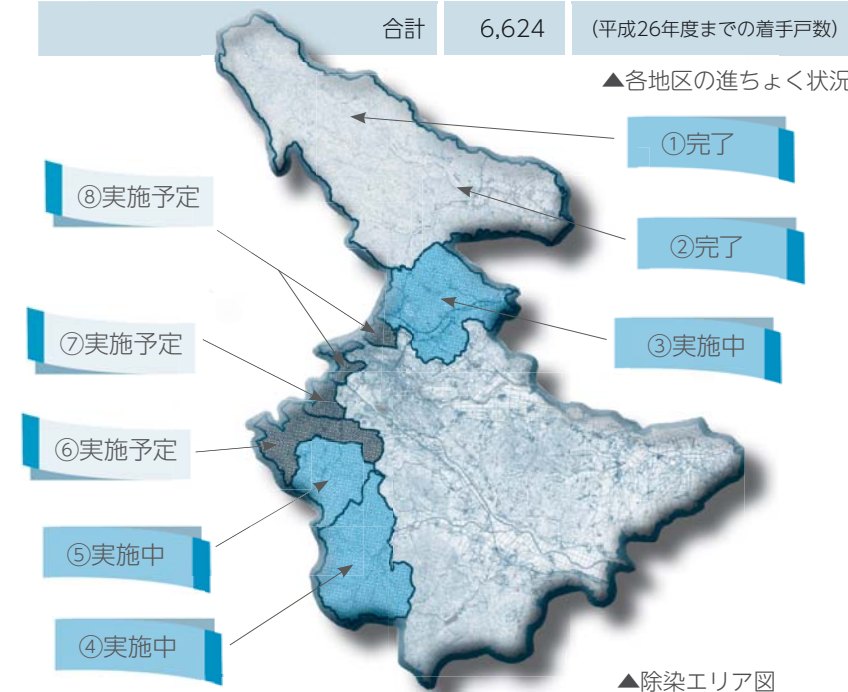 合計 6,624 (平成26年度までの着手戸数)
▲各地区の進ちょく状況
①完了
⑧実施予定
②完了
⑦実施予定
③実施中
⑥実施予定
⑤実施中
④実施中
▲除染エリア図